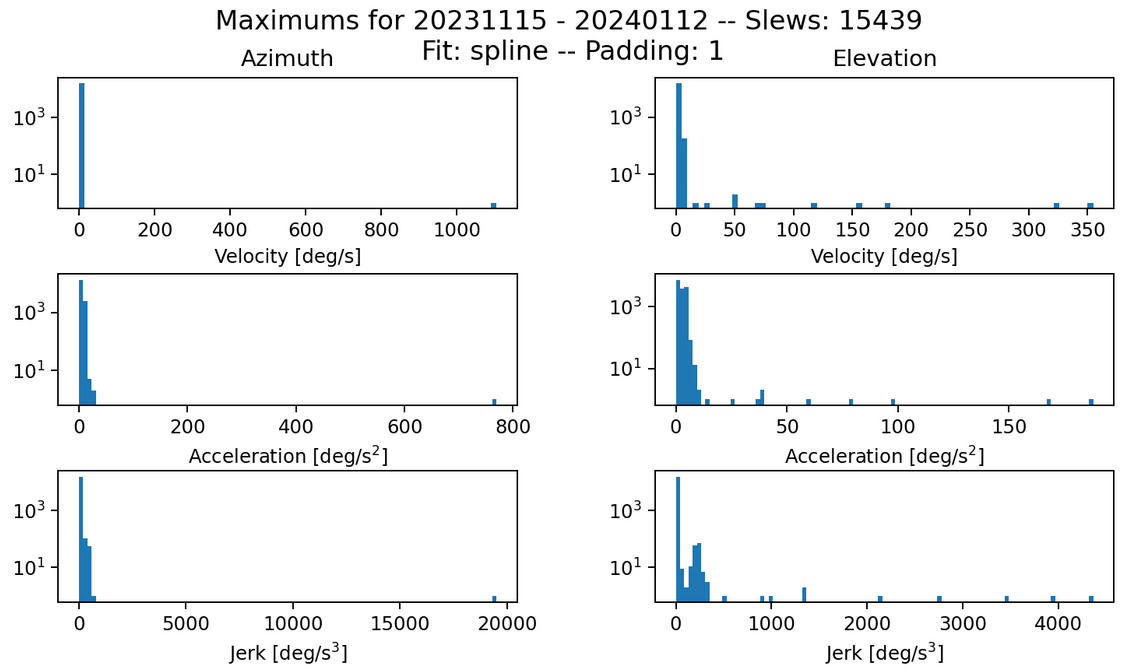 Maximums for 20231115 - 20240112 -- Slews: 15439
Fit: spline -- Padding: 1
Azimuth
Elevation
10³
10¹
0 200 400 600 800 1000
Velocity [deg/s]
10³
10¹
0 50 100 150 200 250 300 350
Velocity [deg/s]
10³
10¹
0 200 400 600 800
Acceleration [deg/s²]
10³
10¹
0 50 100 150
Acceleration [deg/s²]
10³
10¹
0 5000 10000 15000 20000
Jerk [deg/s³]
10³
10¹
0 1000 2000 3000 4000
Jerk [deg/s³]